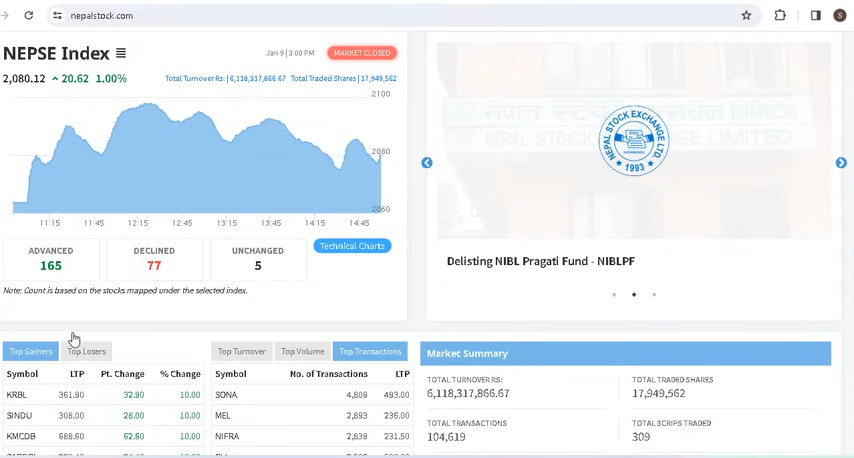 nepalstock.com
S
NEPSE Index
Jan 9 | 3:00 PM
MARKET CLOSED
2,080.12 20.62 1.00%
Total Turnover Rs: | 6,118,317,866.67 Total Traded Shares | 17,949,562
2100
2080
2060
11:15 11:45 12:15 12:45 13:15 13:45 14:15 14:45
ADVANCED
165
DECLINED
77
UNCHANGED
5
Technical Charts
Note: Count is based on the stocks mapped under the selected index.
NEPAL STOCK EXCHANGE LTD.
1993
Delisting NIBL Pragati Fund - NIBLPF
Top Gainers Top Losers
Symbol LTP Pt. Change % Change
KRBL 361.90 32.90 10.00
SINDU 308.00 28.00 10.00
KMCDB 688.60 62.60 10.00
Top Turnover Top Volume Top Transactions
Symbol No. of Transactions LTP
SONA 4,809 493.00
MEL 2,893 236.00
NIFRA 2,839 231.50
Market Summary
TOTAL TURNOVER RS:
6,118,317,866.67
TOTAL TRADED SHARES
17,949,562
TOTAL TRANSACTIONS
104,619
TOTAL SCRIPS TRADED
309